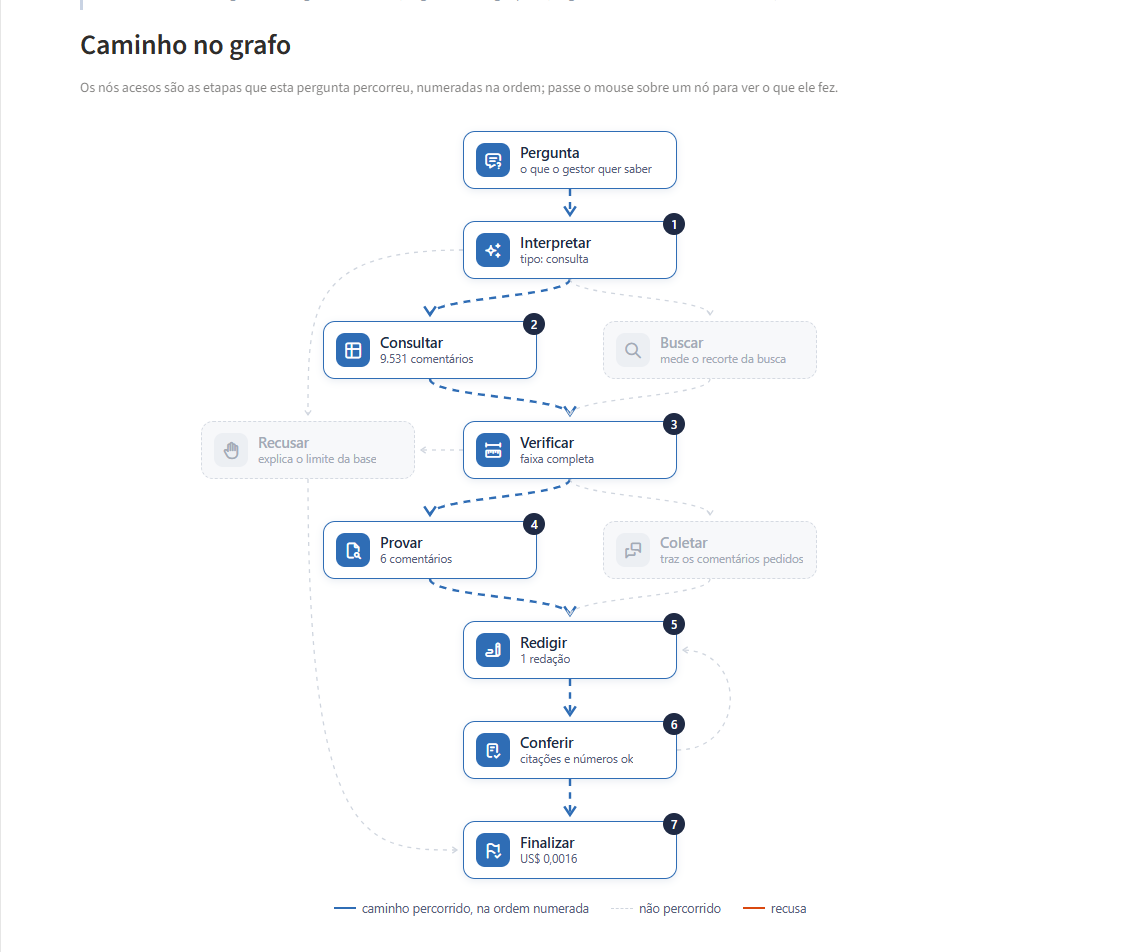 Caminho no grafo
Os nós acesos são as etapas que esta pergunta percorreu, numeradas na ordem; passe o mouse sobre um nó para ver o que ele fez.
Pergunta
o que o gestor quer saber
1
Interpretar
tipo: consulta
2
Consultar
9.531 comentários
Buscar
mede o recorte da busca
3
Recusar
explica o limite da base
Verificar
faixa completa
4
Provar
6 comentários
Coletar
traz os comentários pedidos
5
Redigir
1 redação
6
Conferir
citações e números ok
7
Finalizar
US$ 0,0016
caminho percorrido, na ordem numerada
não percorrido
recusa